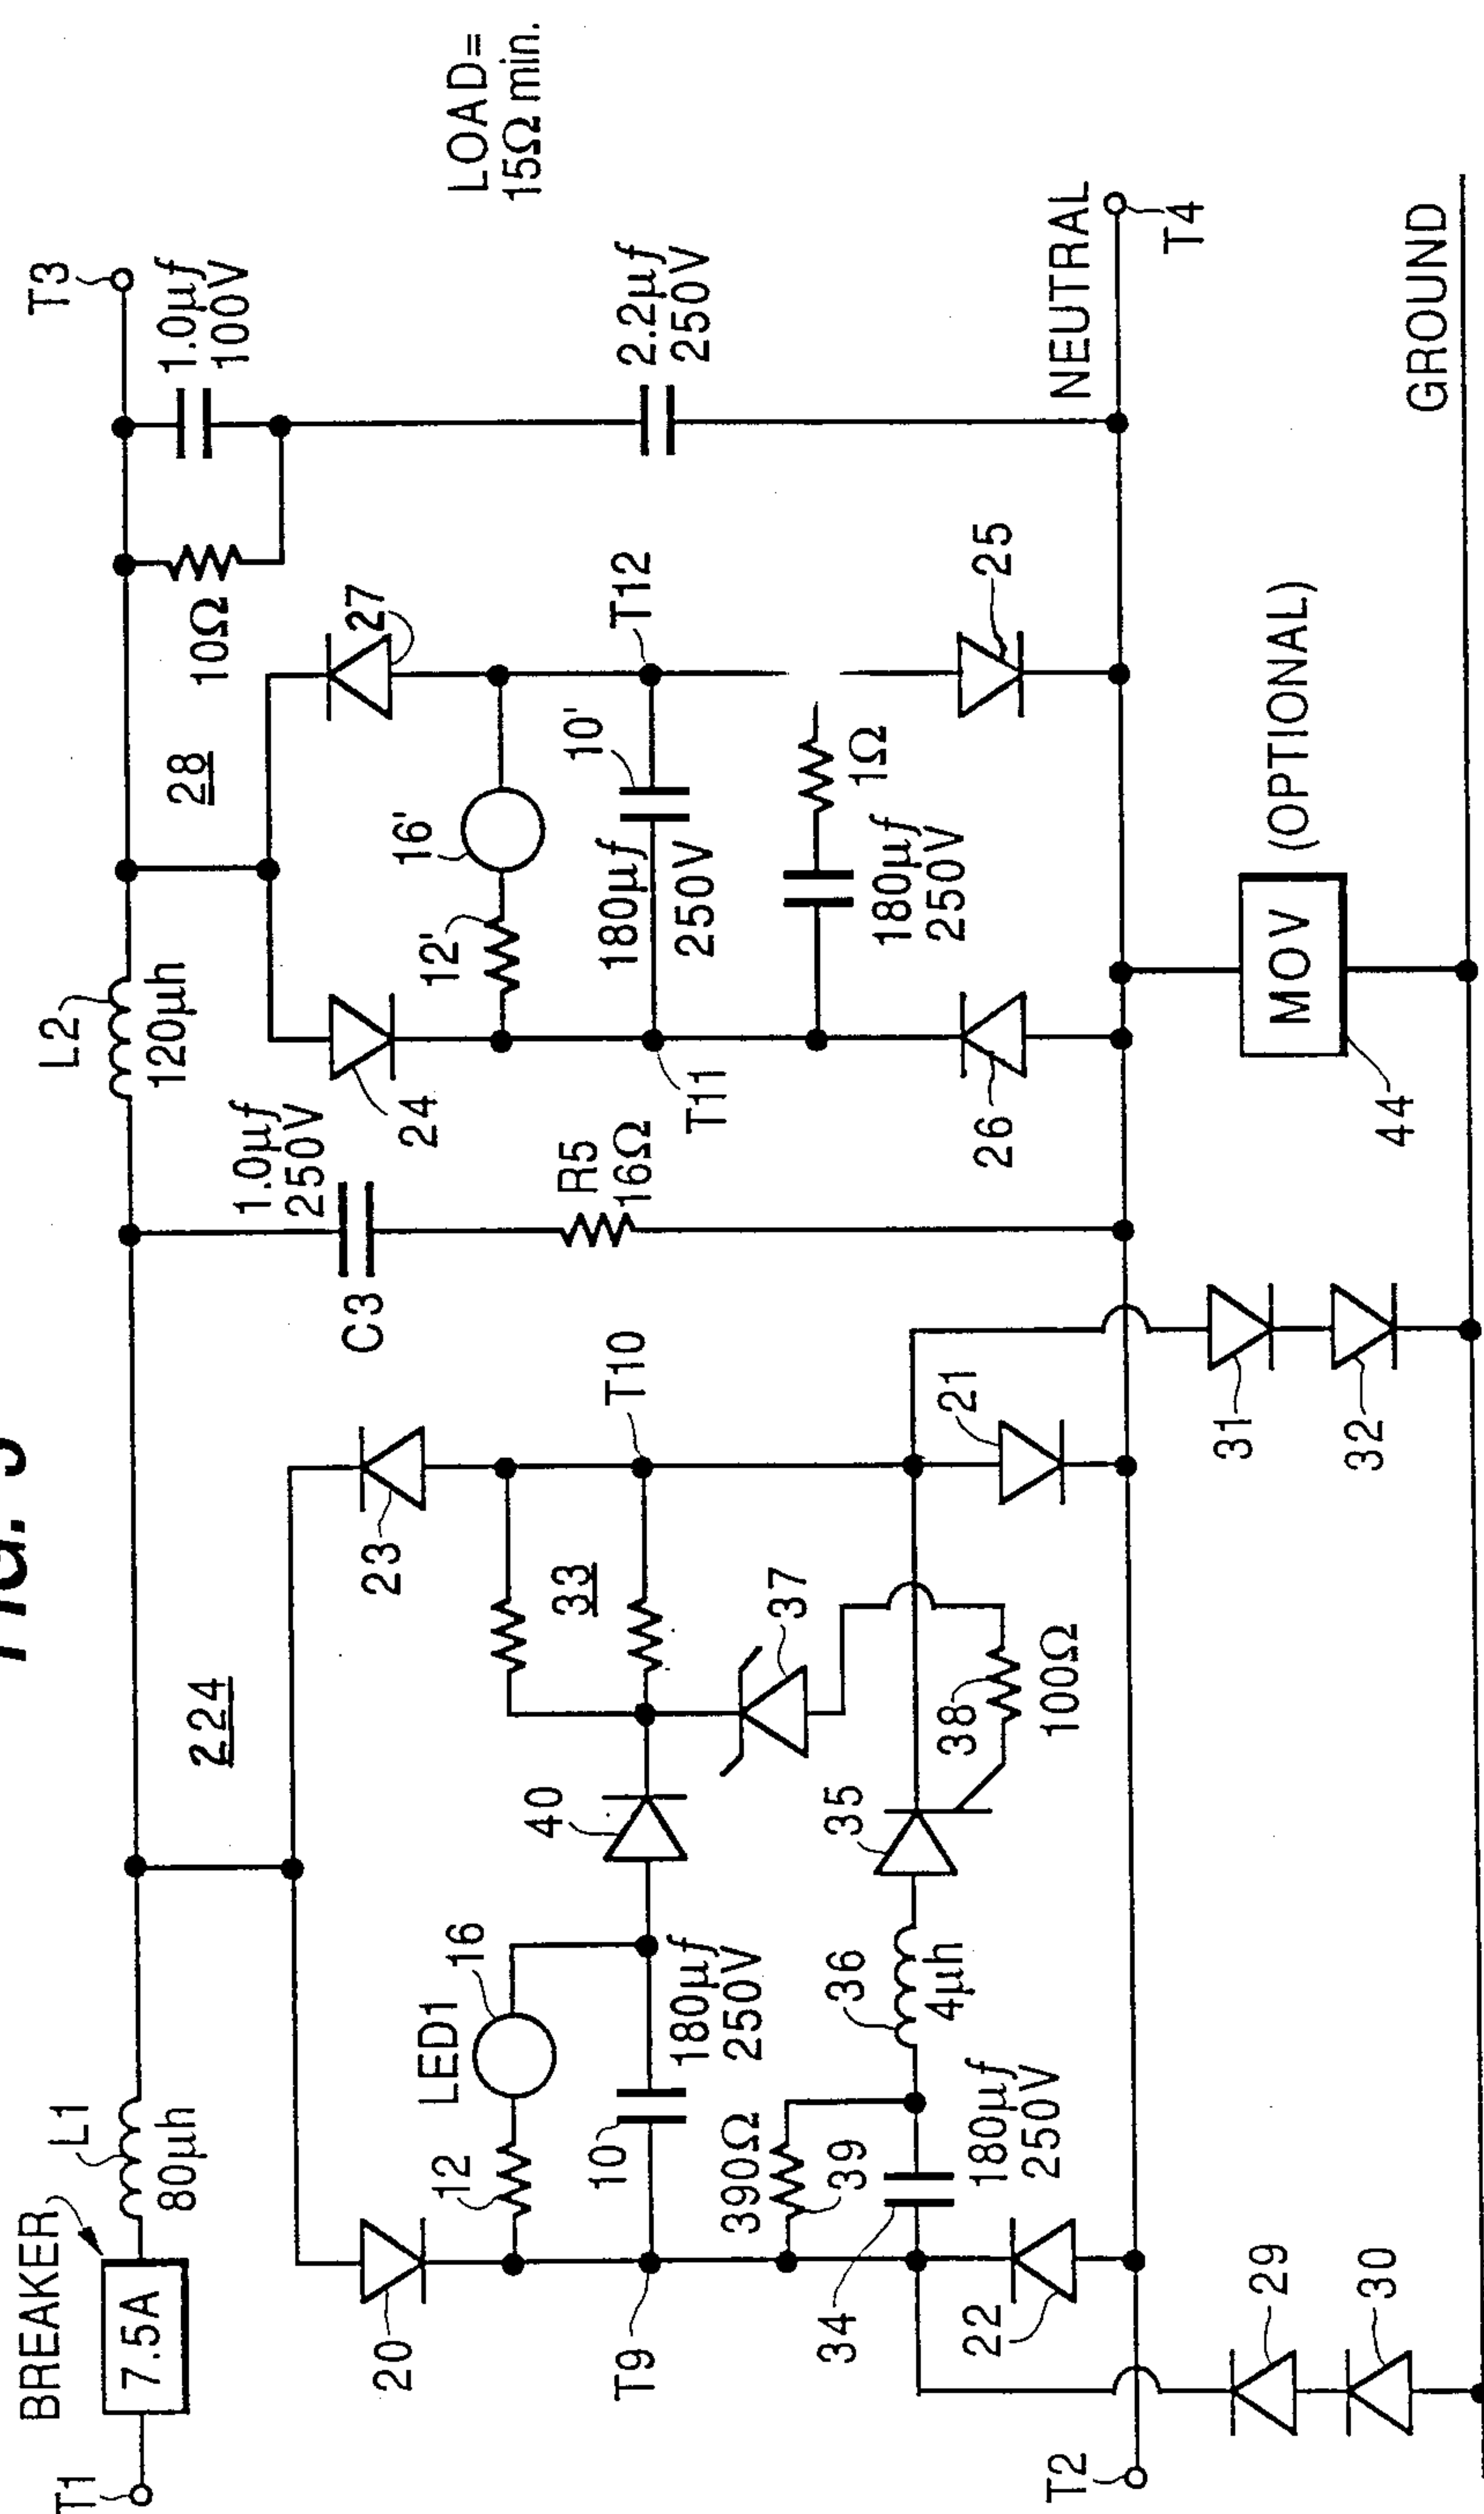 FIG. 5
T1
BREAKER
7.5A
L1
80μh
224
L2
120μh
28
T3
1.0μf
100V
10Ω
LOAD=
15Ω min.
20
12
LED1
16
40
23
33
T10
C3
1.0μf
250V
R5
16Ω
24
12'
16'
27
10'
180μf
250V
T11
T12
2.2μf
250V
T9
10
180μf
250V
390Ω
39
34
180μf
250V
36
4μh
35
37
38
100Ω
21
22
180μf
250V
1Ω
26
25
NEUTRAL
T4
T2
29
30
31
32
MOV
(OPTIONAL)
44
GROUND